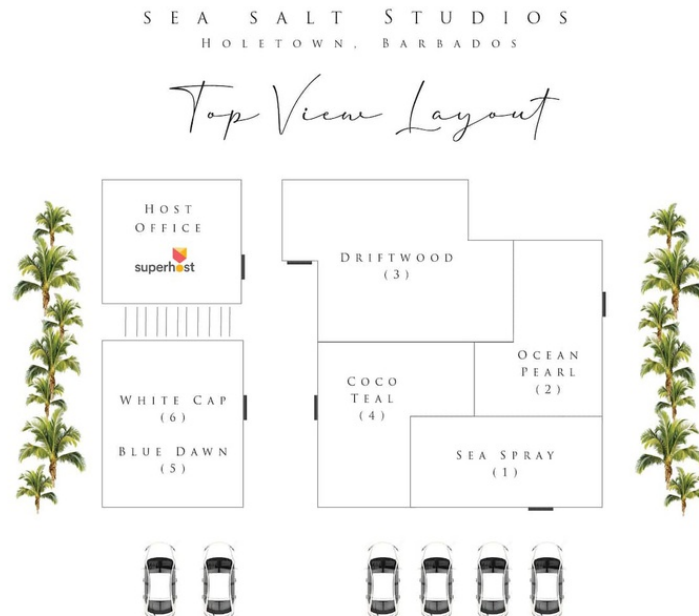 SEA SALT STUDIOS
HOLETOWN, BARBADOS
Top View Layout
HOST
OFFICE
superhost
DRIFTWOOD
(3)
OCEAN
PEARL
(2)
COCO
TEAL
(4)
WHITE CAP
(6)
BLUE DAWN
(5)
SEA SPRAY
(1)